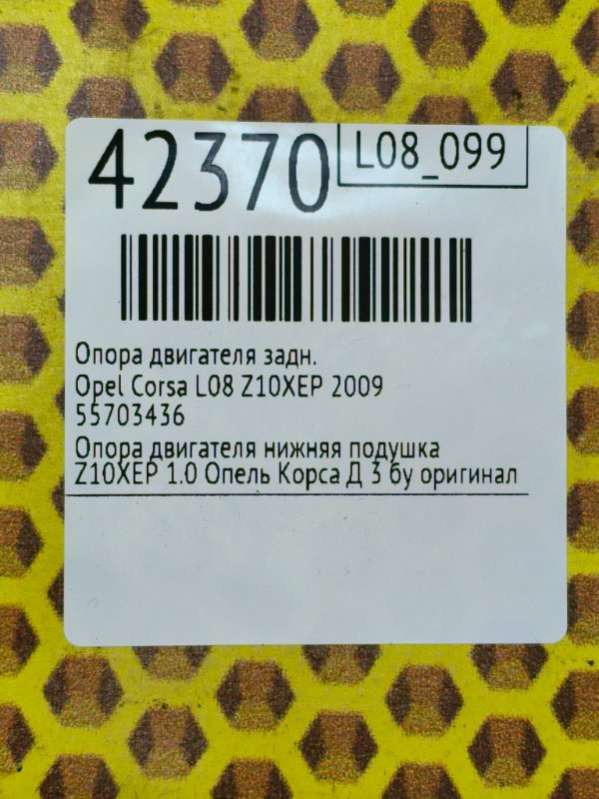 42370
L08_099
Опора двигателя задн.
Opel Corsa L08 Z10XEP 2009
55703436
Опора двигателя нижняя подушка
Z10XEP 1.0 Опель Корса Д 3 бу оригинал